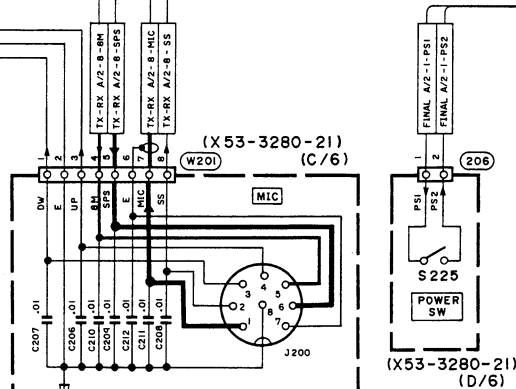 TX-RX A/2-8-8M
TX-RX A/2-8-SPS
TX-RX A/2-8-MIC
TX-RX A/2-8-SS
FINAL A/2-1-PS1
FINAL A/2-1-PS2
(X53-3280-21)
(C/6)
W201
206
1 2 3 4 5 6 7 8
1 2
DW
E
UP
8M
SPS
E
MIC
SS
MIC
PS1
PS2
S225
POWER
SW
3
4
5
2
8
6
1
7
J200
C207 .01
C206 .01
C210 .01
C209 .01
C212 .01
C211 .01
C208 .01
(X53-3280-21)
(D/6)